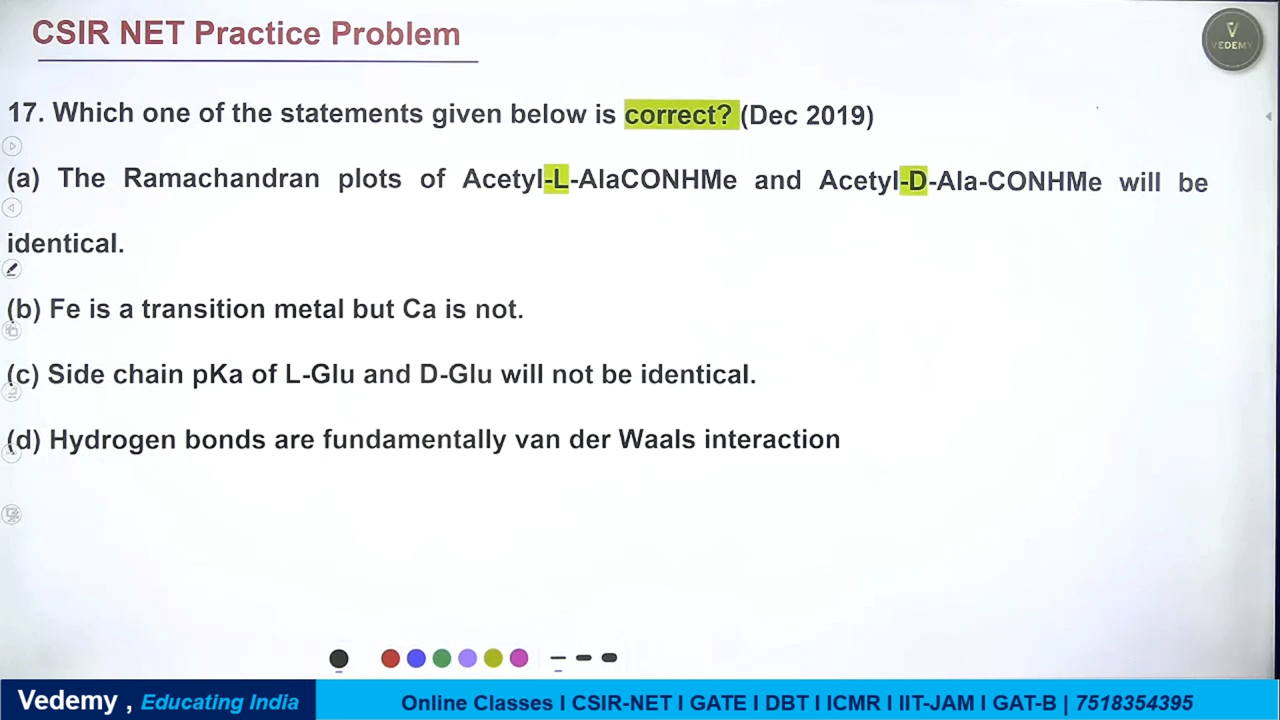 CSIR NET Practice Problem
V
VEDEMY
17. Which one of the statements given below is correct? (Dec 2019)
(a) The Ramachandran plots of Acetyl-L-AlaCONHMe and Acetyl-D-Ala-CONHMe will be
identical.
(b) Fe is a transition metal but Ca is not.
(c) Side chain pKa of L-Glu and D-Glu will not be identical.
(d) Hydrogen bonds are fundamentally van der Waals interaction
Vedemy , Educating India
Online Classes I CSIR-NET I GATE I DBT I ICMR I IIT-JAM I GAT-B | 7518354395